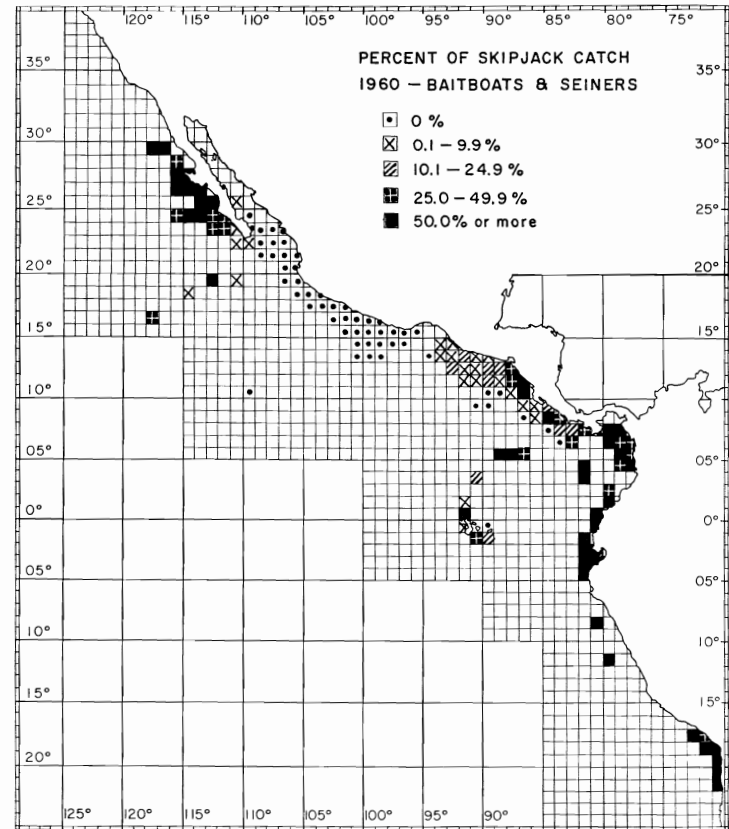 120° 115° 110° 105° 100° 95° 90° 85° 80° 75°
PERCENT OF SKIPJACK CATCH
1960 — BAITBOATS & SEINERS
0 %
0.1 – 9.9 %
10.1 – 24.9 %
25.0 – 49.9 %
50.0% or more
35° 35°
30° 30°
25° 25°
20° 20°
15° 15°
10° 10°
05° 05°
0° 0°
05° 05°
10° 10°
15° 15°
20°
125° 120° 115° 110° 105° 100° 95° 90° 85° 80° 75°